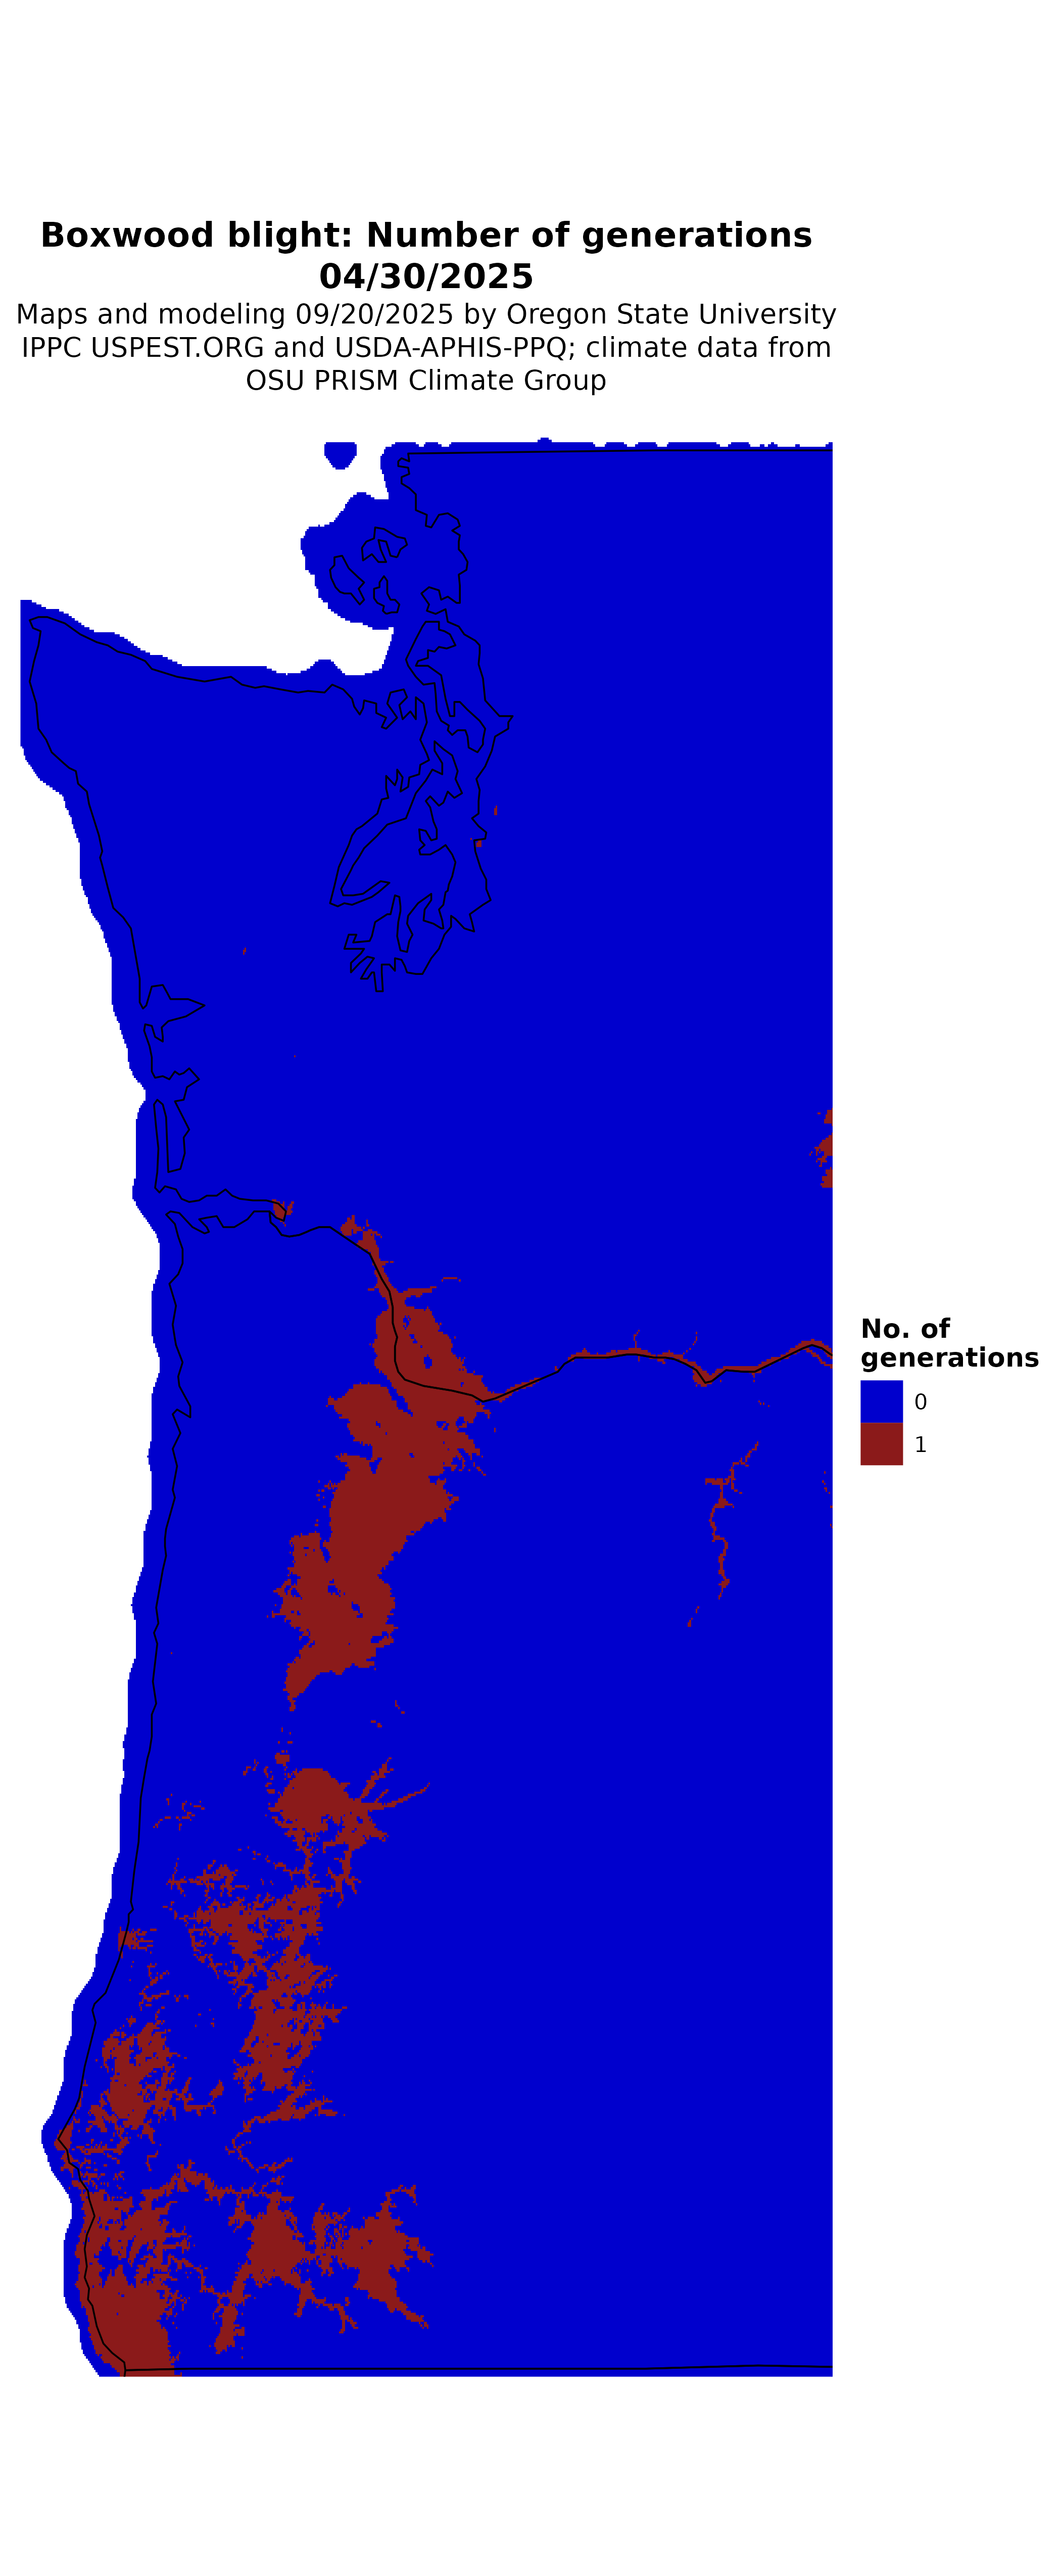 Boxwood blight: Number of generations
04/30/2025
Maps and modeling 09/20/2025 by Oregon State University
IPPC USPEST.ORG and USDA-APHIS-PPQ; climate data from
OSU PRISM Climate Group
No. of
generations
0
1